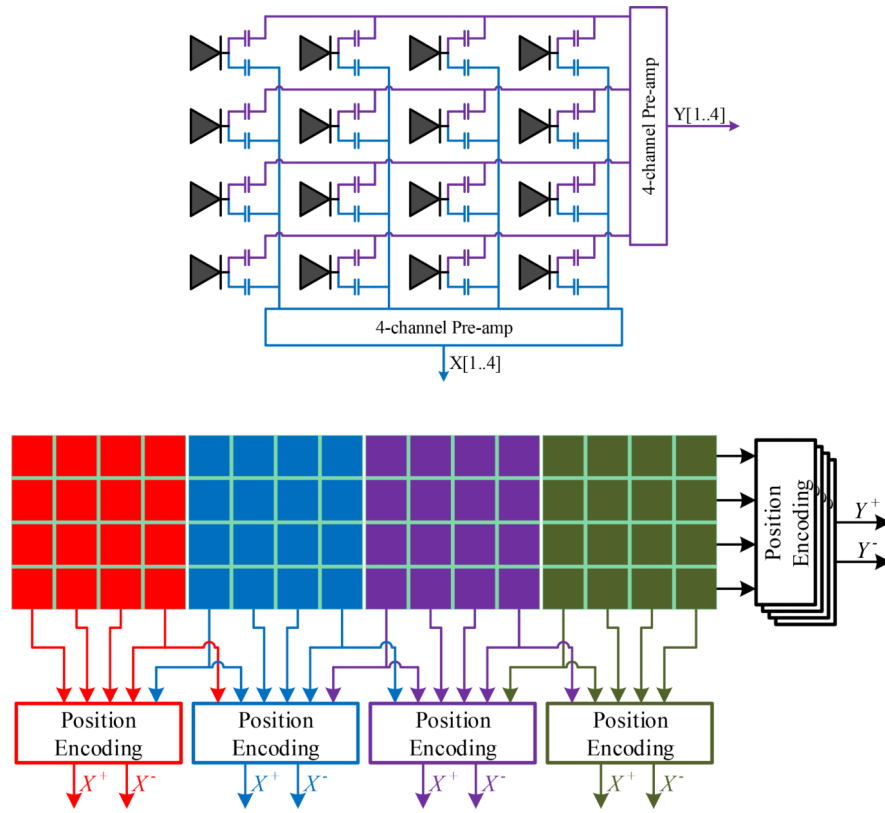 4-channel Pre-amp
Y[1..4]
4-channel Pre-amp
X[1..4]
Position
Encoding
Y+
Y-
Position
Encoding
Position
Encoding
Position
Encoding
Position
Encoding
X+ X-
X+ X-
X+ X-
X+ X-